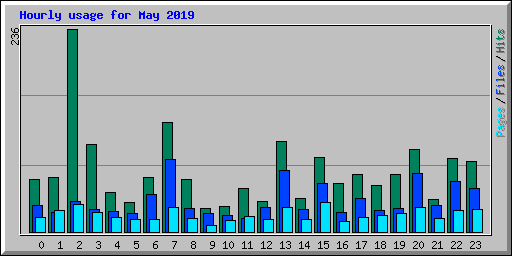 Hourly usage for May 2019
236
Pages/Files/Hits
0 1 2 3 4 5 6 7 8 9 10 11 12 13 14 15 16 17 18 19 20 21 22 23